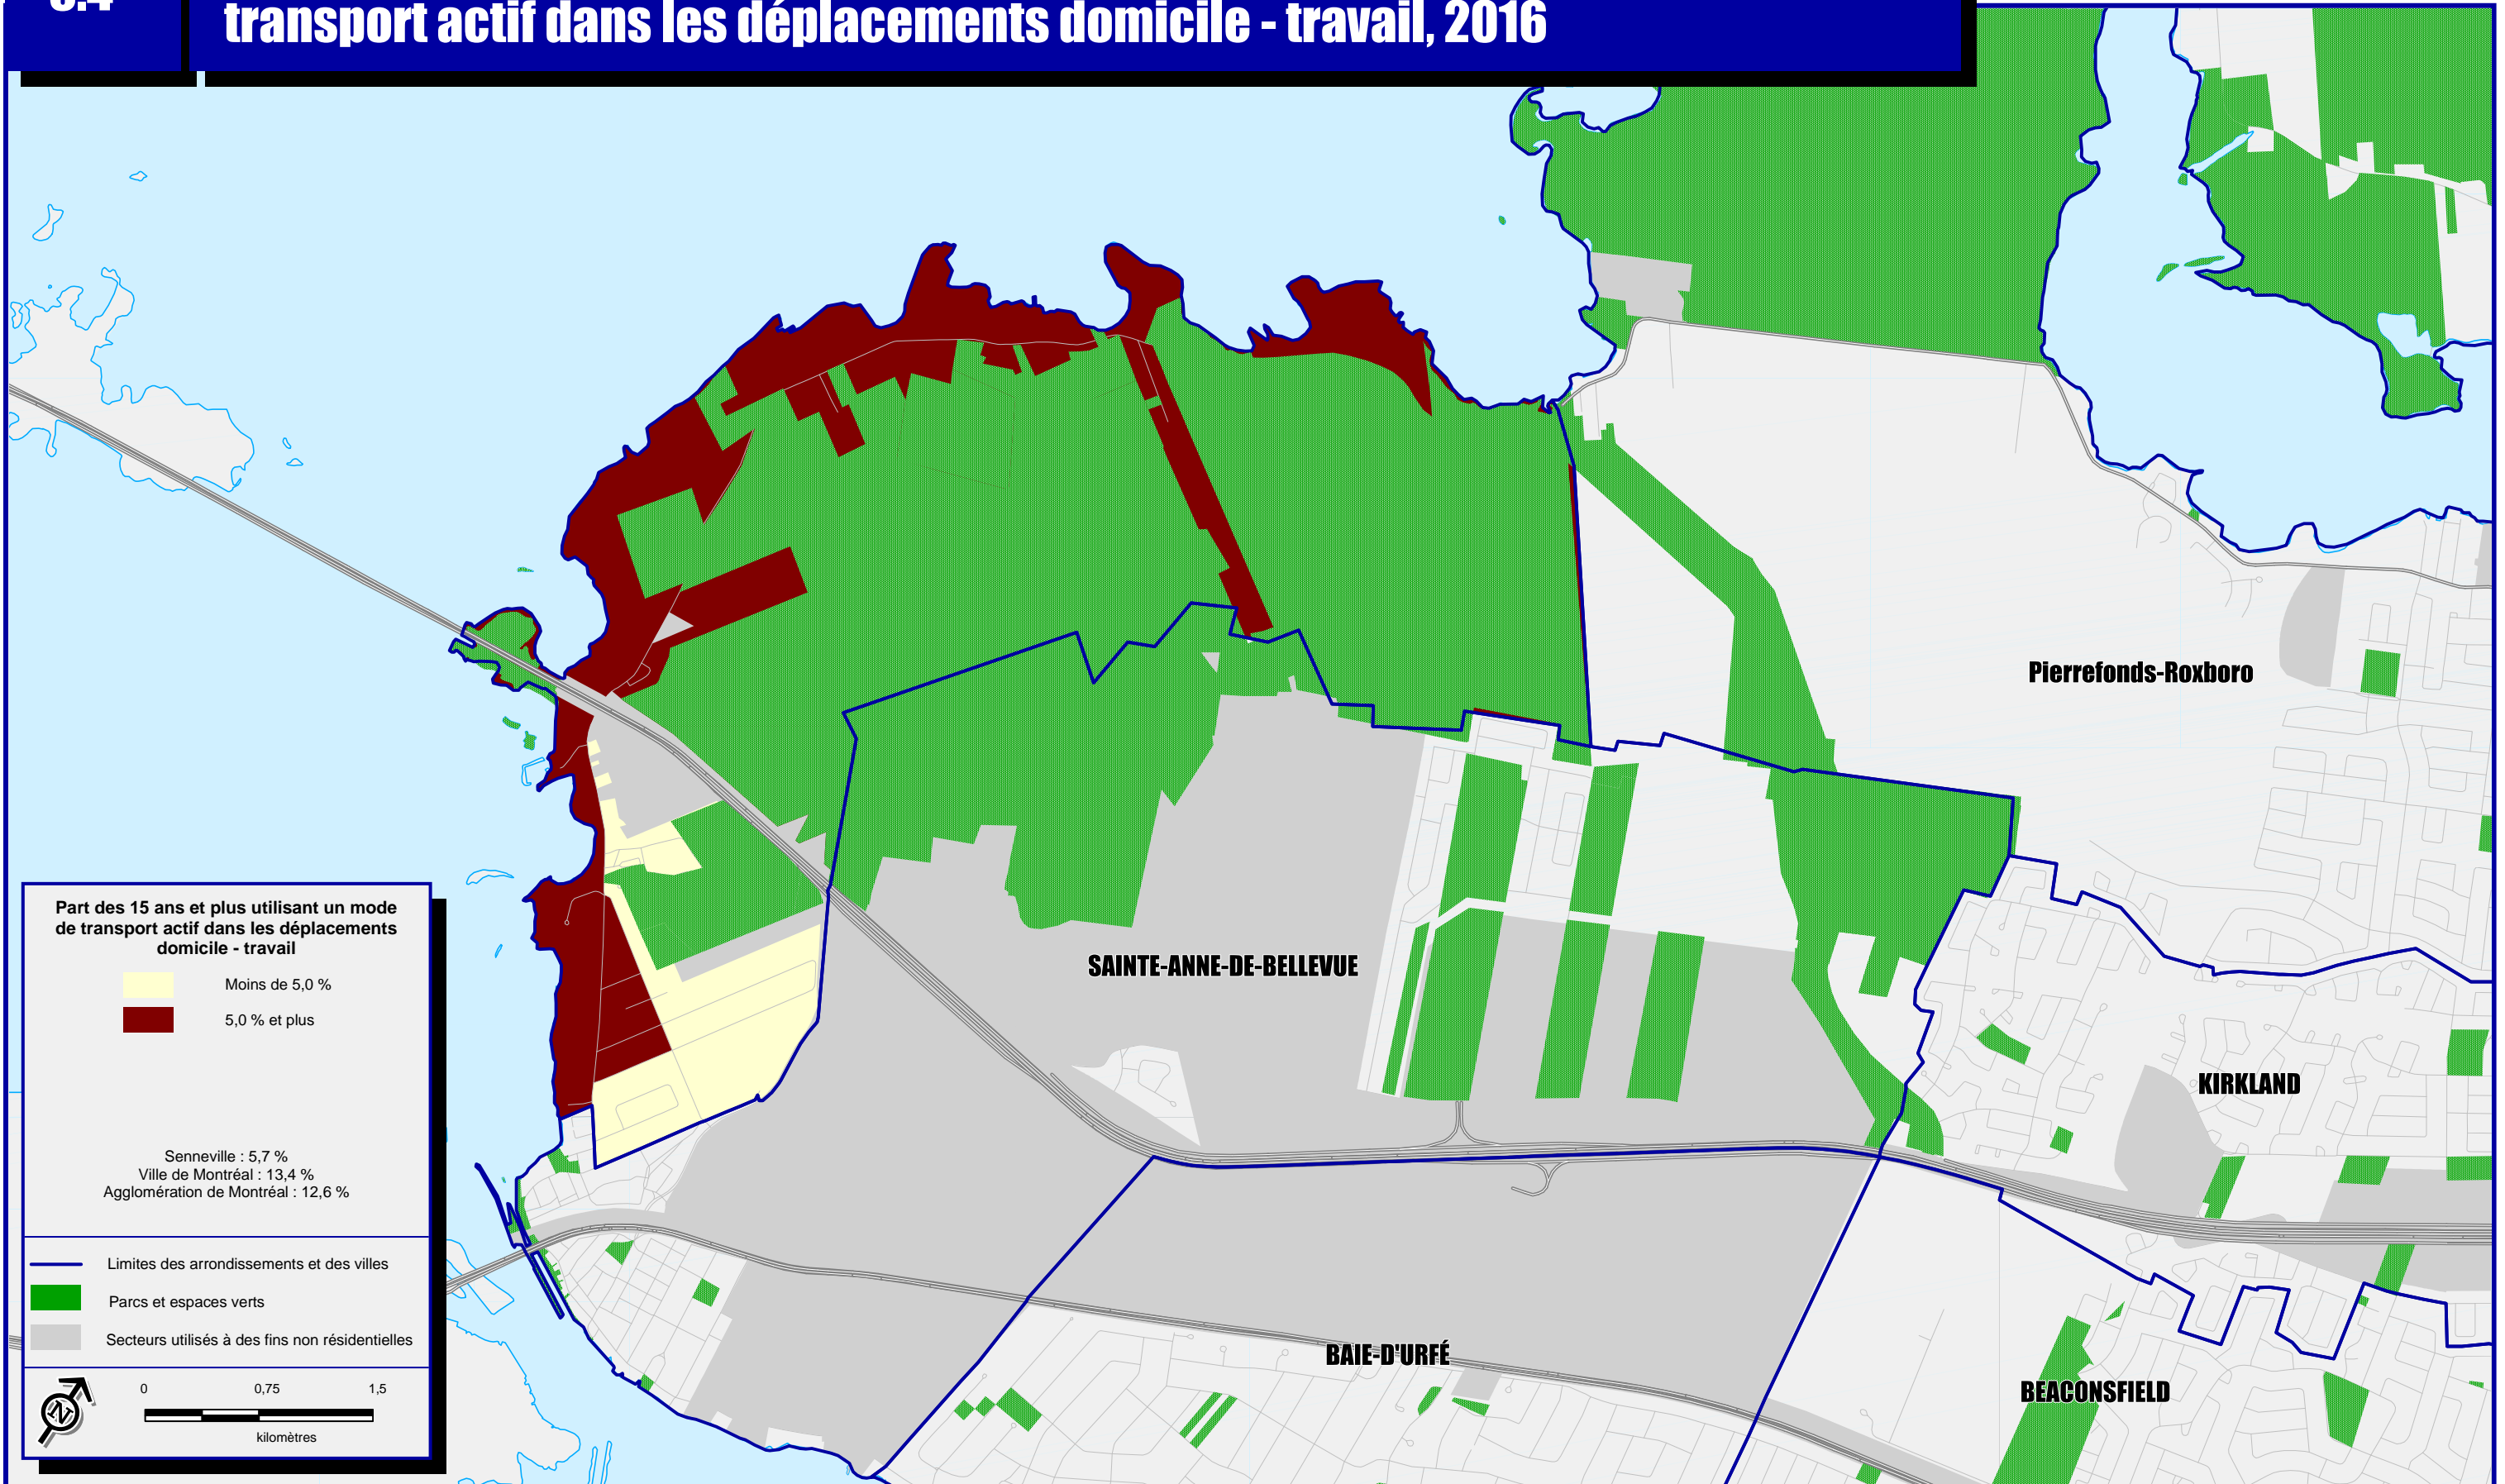 transport actif dans les déplacements domicile - travail, 2016
Pierrefonds-Roxboro
SAINTE-ANNE-DE-BELLEVUE
KIRKLAND
BAIE-D'URFÉ
BEACONSFIELD
Part des 15 ans et plus utilisant un mode
de transport actif dans les déplacements
domicile - travail
Moins de 5,0 %
5,0 % et plus
Senneville : 5,7 %
Ville de Montréal : 13,4 %
Agglomération de Montréal : 12,6 %
Limites des arrondissements et des villes
Parcs et espaces verts
Secteurs utilisés à des fins non résidentielles
N
0 0,75 1,5
kilomètres